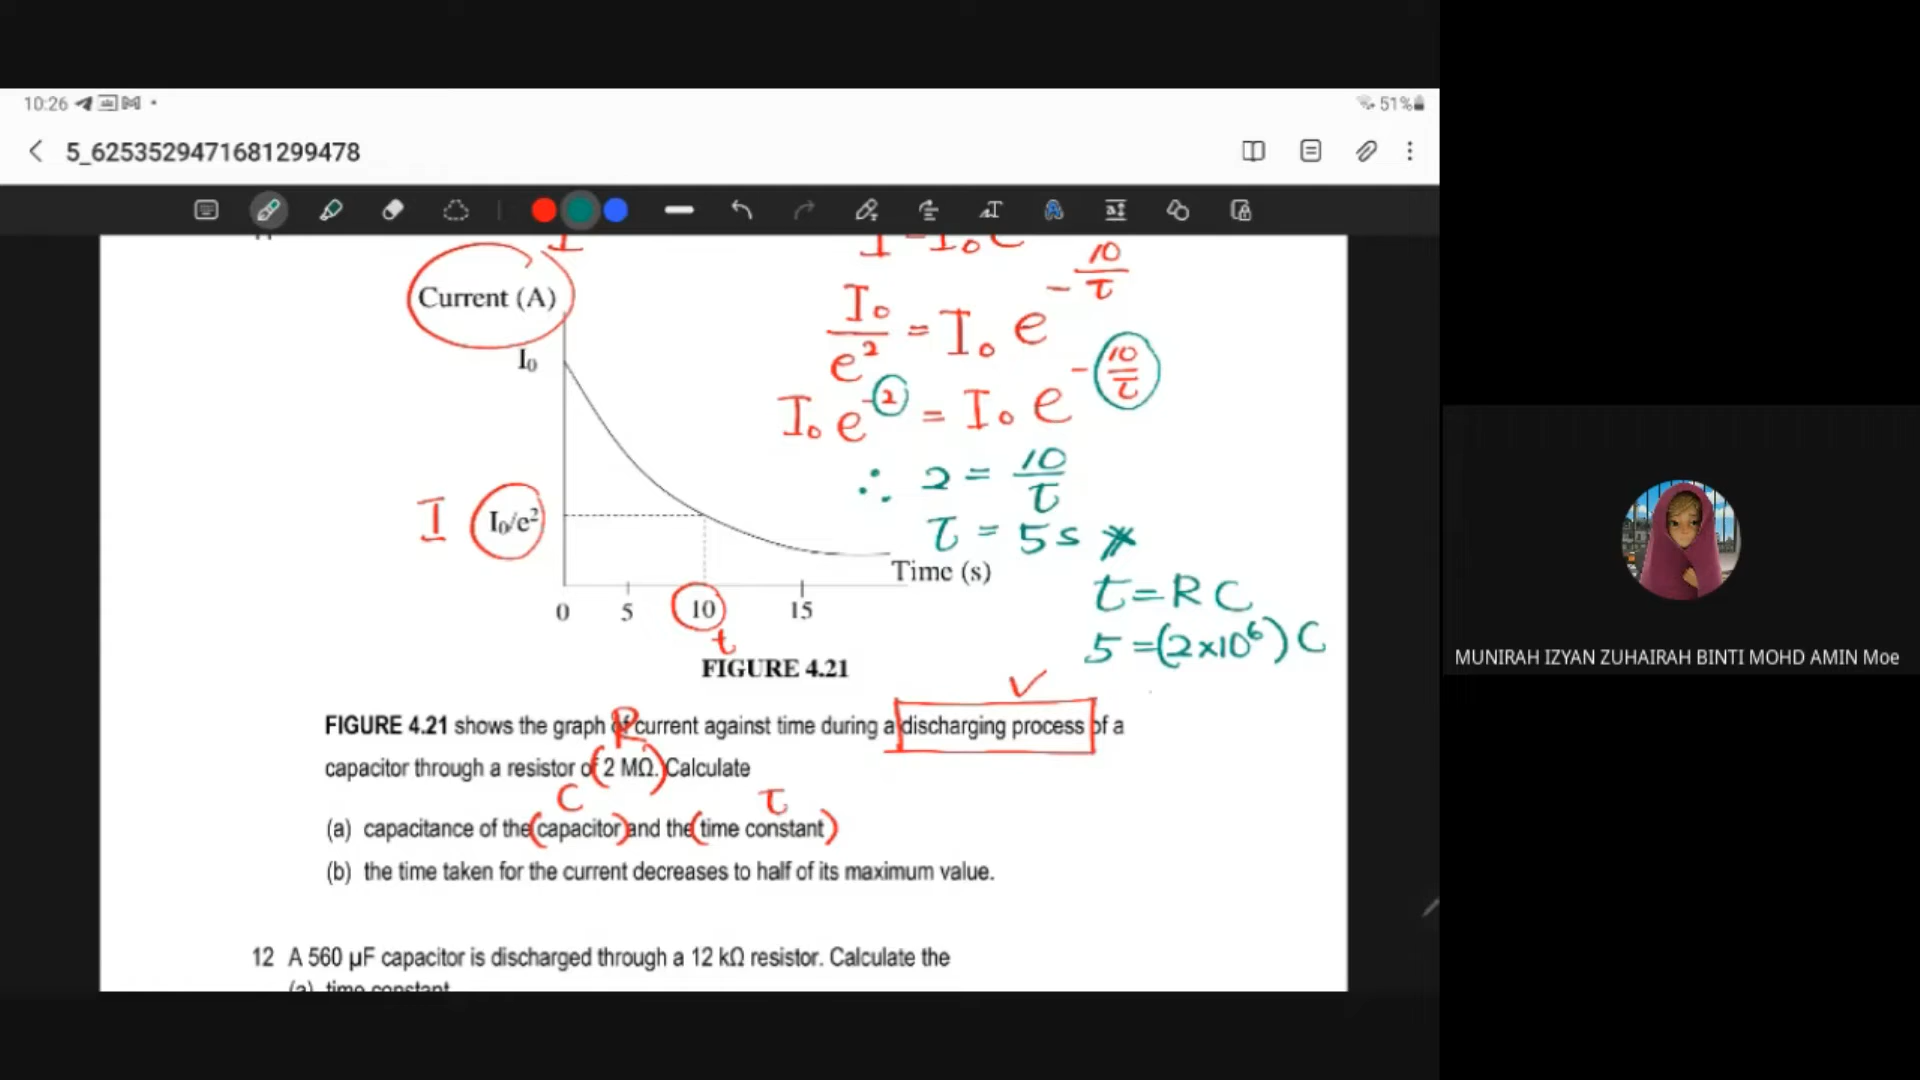 10:26 51%
5_6253529471681299478
I
I = I₀ e
Current (A)
I₀/e² = I₀ e^-10/τ
I₀
I₀ e^-2 = I₀ e^-10/τ
∴ 2 = 10/τ
I I₀/e²
τ = 5s *
Time (s)
τ = RC
0 5 10 15
t
5 = (2×10⁶) C
FIGURE 4.21
✓
R
FIGURE 4.21 shows the graph of current against time during a discharging process of a
capacitor through a resistor of (2 MΩ). Calculate
C τ
(a) capacitance of the (capacitor) and the (time constant)
(b) the time taken for the current decreases to half of its maximum value.
12 A 560 µF capacitor is discharged through a 12 kΩ resistor. Calculate the
(a) time constant
MUNIRAH IZYAN ZUHAIRAH BINTI MOHD AMIN Moe